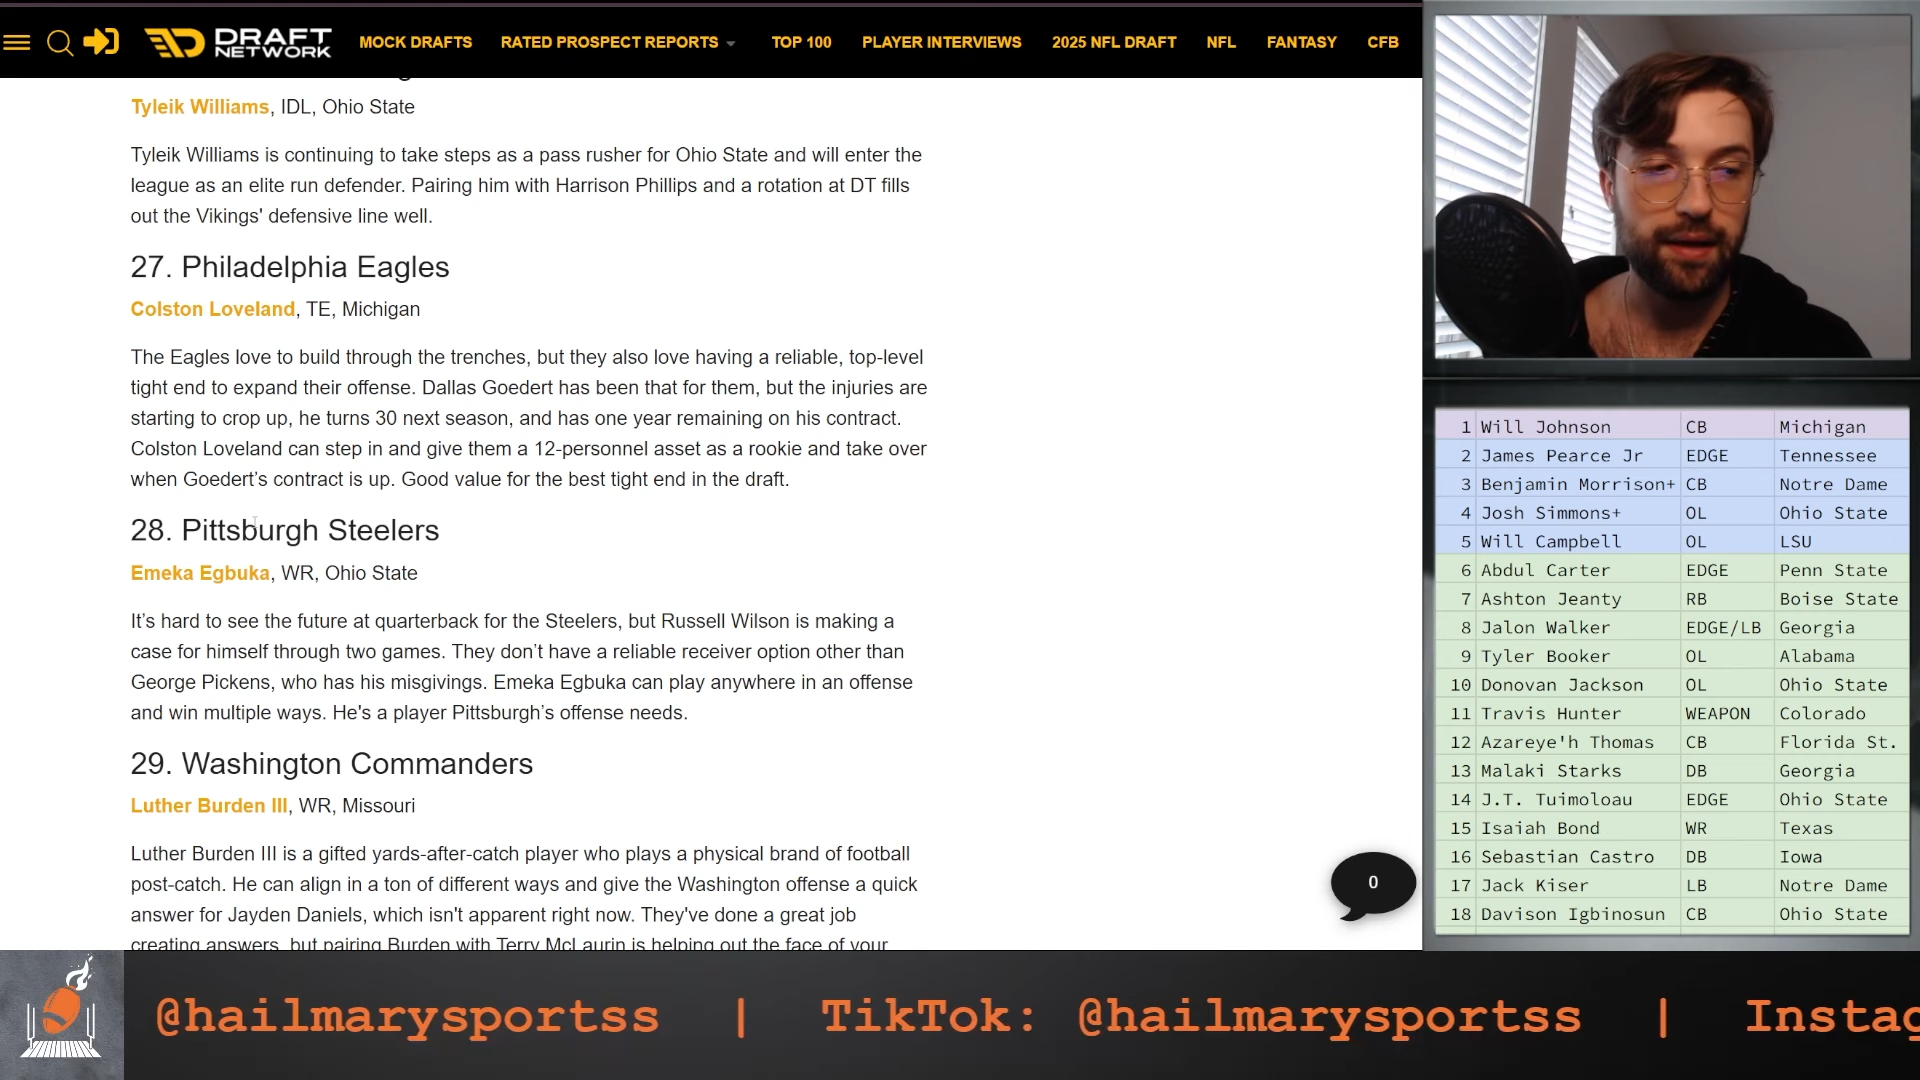 DRAFT NETWORK MOCK DRAFTS RATED PROSPECT REPORTS TOP 100 PLAYER INTERVIEWS 2025 NFL DRAFT NFL FANTASY CFB
Tyleik Williams, IDL, Ohio State
Tyleik Williams is continuing to take steps as a pass rusher for Ohio State and will enter the
league as an elite run defender. Pairing him with Harrison Phillips and a rotation at DT fills
out the Vikings' defensive line well.
27. Philadelphia Eagles
Colston Loveland, TE, Michigan
The Eagles love to build through the trenches, but they also love having a reliable, top-level
tight end to expand their offense. Dallas Goedert has been that for them, but the injuries are
starting to crop up, he turns 30 next season, and has one year remaining on his contract.
Colston Loveland can step in and give them a 12-personnel asset as a rookie and take over
when Goedert’s contract is up. Good value for the best tight end in the draft.
28. Pittsburgh Steelers
Emeka Egbuka, WR, Ohio State
It’s hard to see the future at quarterback for the Steelers, but Russell Wilson is making a
case for himself through two games. They don’t have a reliable receiver option other than
George Pickens, who has his misgivings. Emeka Egbuka can play anywhere in an offense
and win multiple ways. He's a player Pittsburgh’s offense needs.
29. Washington Commanders
Luther Burden III, WR, Missouri
Luther Burden III is a gifted yards-after-catch player who plays a physical brand of football
post-catch. He can align in a ton of different ways and give the Washington offense a quick
answer for Jayden Daniels, which isn't apparent right now. They've done a great job
creating answers, but pairing Burden with Terry McLaurin is helping out the face of your
0
1 Will Johnson CB Michigan
2 James Pearce Jr EDGE Tennessee
3 Benjamin Morrison+ CB Notre Dame
4 Josh Simmons+ OL Ohio State
5 Will Campbell OL LSU
6 Abdul Carter EDGE Penn State
7 Ashton Jeanty RB Boise State
8 Jalon Walker EDGE/LB Georgia
9 Tyler Booker OL Alabama
10 Donovan Jackson OL Ohio State
11 Travis Hunter WEAPON Colorado
12 Azareye'h Thomas CB Florida St.
13 Malaki Starks DB Georgia
14 J.T. Tuimoloau EDGE Ohio State
15 Isaiah Bond WR Texas
16 Sebastian Castro DB Iowa
17 Jack Kiser LB Notre Dame
18 Davison Igbinosun CB Ohio State
@hailmarysportss | TikTok: @hailmarysportss | Instag